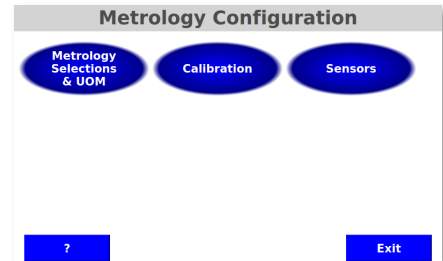 Metrology Configuration
Metrology
Selections
& UOM
Calibration
Sensors
?
Exit